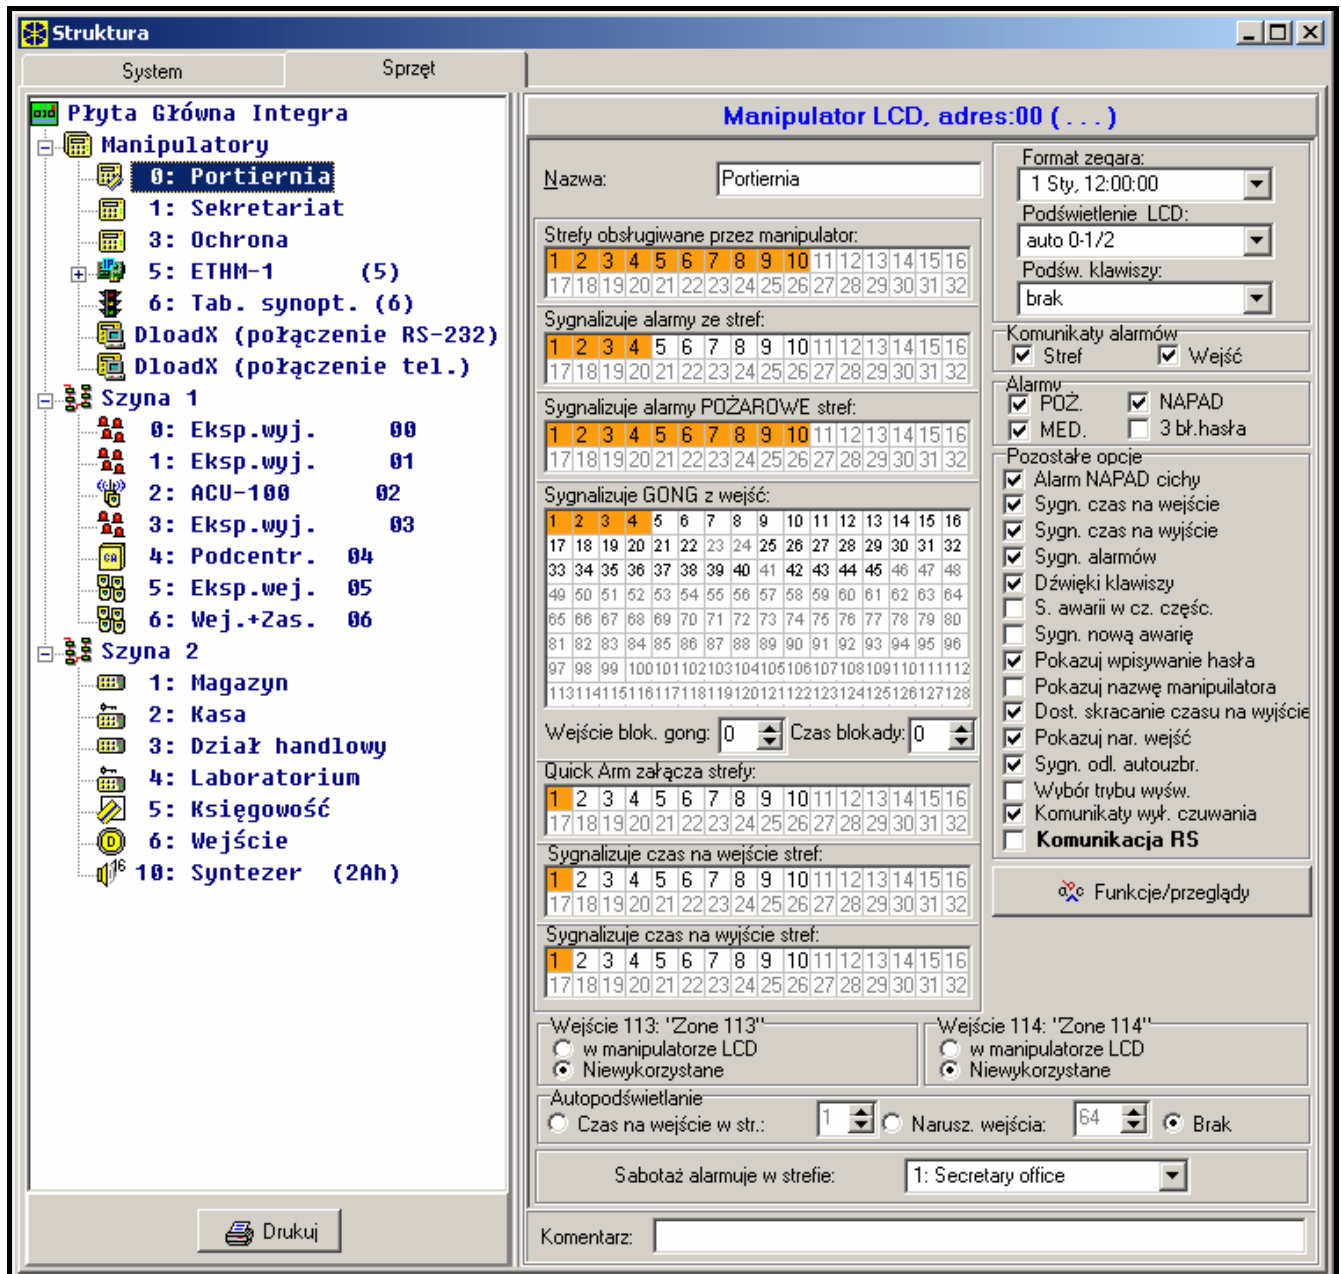 Struktura
System
Sprzęt
Płyta Główna Integra
Manipulatory
0: Portiernia
1: Sekretariat
3: Ochrona
5: ETHM-1 (5)
6: Tab. synopt. (6)
DloadX (połączenie RS-232)
DloadX (połączenie tel.)
Szyna 1
0: Eksp.wyj. 00
1: Eksp.wyj. 01
2: ACU-100 02
3: Eksp.wyj. 03
4: Podcentr. 04
5: Eksp.wej. 05
6: Wej.+Zas. 06
Szyna 2
1: Magazyn
2: Kasa
3: Dział handlowy
4: Laboratorium
5: Księgowość
6: Wejście
10: Syntezer (2Ah)
Drukuj
Manipulator LCD, adres:00 ( . . . )
Nazwa: Portiernia
Strefy obsługiwane przez manipulator:
1 2 3 4 5 6 7 8 9 10 11 12 13 14 15 16
17 18 19 20 21 22 23 24 25 26 27 28 29 30 31 32
Sygnalizuje alarmy ze stref:
1 2 3 4 5 6 7 8 9 10 11 12 13 14 15 16
17 18 19 20 21 22 23 24 25 26 27 28 29 30 31 32
Sygnalizuje alarmy POŻAROWE stref:
1 2 3 4 5 6 7 8 9 10 11 12 13 14 15 16
17 18 19 20 21 22 23 24 25 26 27 28 29 30 31 32
Sygnalizuje GONG z wejść:
1 2 3 4 5 6 7 8 9 10 11 12 13 14 15 16
17 18 19 20 21 22 23 24 25 26 27 28 29 30 31 32
33 34 35 36 37 38 39 40 41 42 43 44 45 46 47 48
49 50 51 52 53 54 55 56 57 58 59 60 61 62 63 64
65 66 67 68 69 70 71 72 73 74 75 76 77 78 79 80
81 82 83 84 85 86 87 88 89 90 91 92 93 94 95 96
97 98 99 100 101 102 103 104 105 106 107 108 109 110 111 112
113 114 115 116 117 118 119 120 121 122 123 124 125 126 127 128
Wejście blok. gong: 0 Czas blokady: 0
Quick Arm załącza strefy:
1 2 3 4 5 6 7 8 9 10 11 12 13 14 15 16
17 18 19 20 21 22 23 24 25 26 27 28 29 30 31 32
Sygnalizuje czas na wejście stref:
1 2 3 4 5 6 7 8 9 10 11 12 13 14 15 16
17 18 19 20 21 22 23 24 25 26 27 28 29 30 31 32
Sygnalizuje czas na wyjście stref:
1 2 3 4 5 6 7 8 9 10 11 12 13 14 15 16
17 18 19 20 21 22 23 24 25 26 27 28 29 30 31 32
Format zegara:
1 Sty, 12:00:00
Podświetlenie LCD:
auto 0-1/2
Podśw. klawiszy:
brak
Komunikaty alarmów
Stref Wejść
Alarmy
POŻ. NAPAD
MED. 3 bł.hasła
Pozostałe opcje
Alarm NAPAD cichy
Sygn. czas na wejście
Sygn. czas na wyjście
Sygn. alarmów
Dźwięki klawiszy
S. awarii w cz. częśc.
Sygn. nową awarię
Pokazuj wpisywanie hasła
Pokazuj nazwę manipuilatora
Dost. skracanie czasu na wyjście
Pokazuj nar. wejść
Sygn. odl. autouzbr.
Wybór trybu wyśw.
Komunikaty wył. czuwania
Komunikacja RS
Funkcje/przeglądy
Wejście 113: "Zone 113"
w manipulatorze LCD
Niewykorzystane
Wejście 114: "Zone 114"
w manipulatorze LCD
Niewykorzystane
Autopodświetlanie
Czas na wejście w str.: 1 Narusz. wejścia: 64 Brak
Sabotaż alarmuje w strefie: 1: Secretary office
Komentarz: